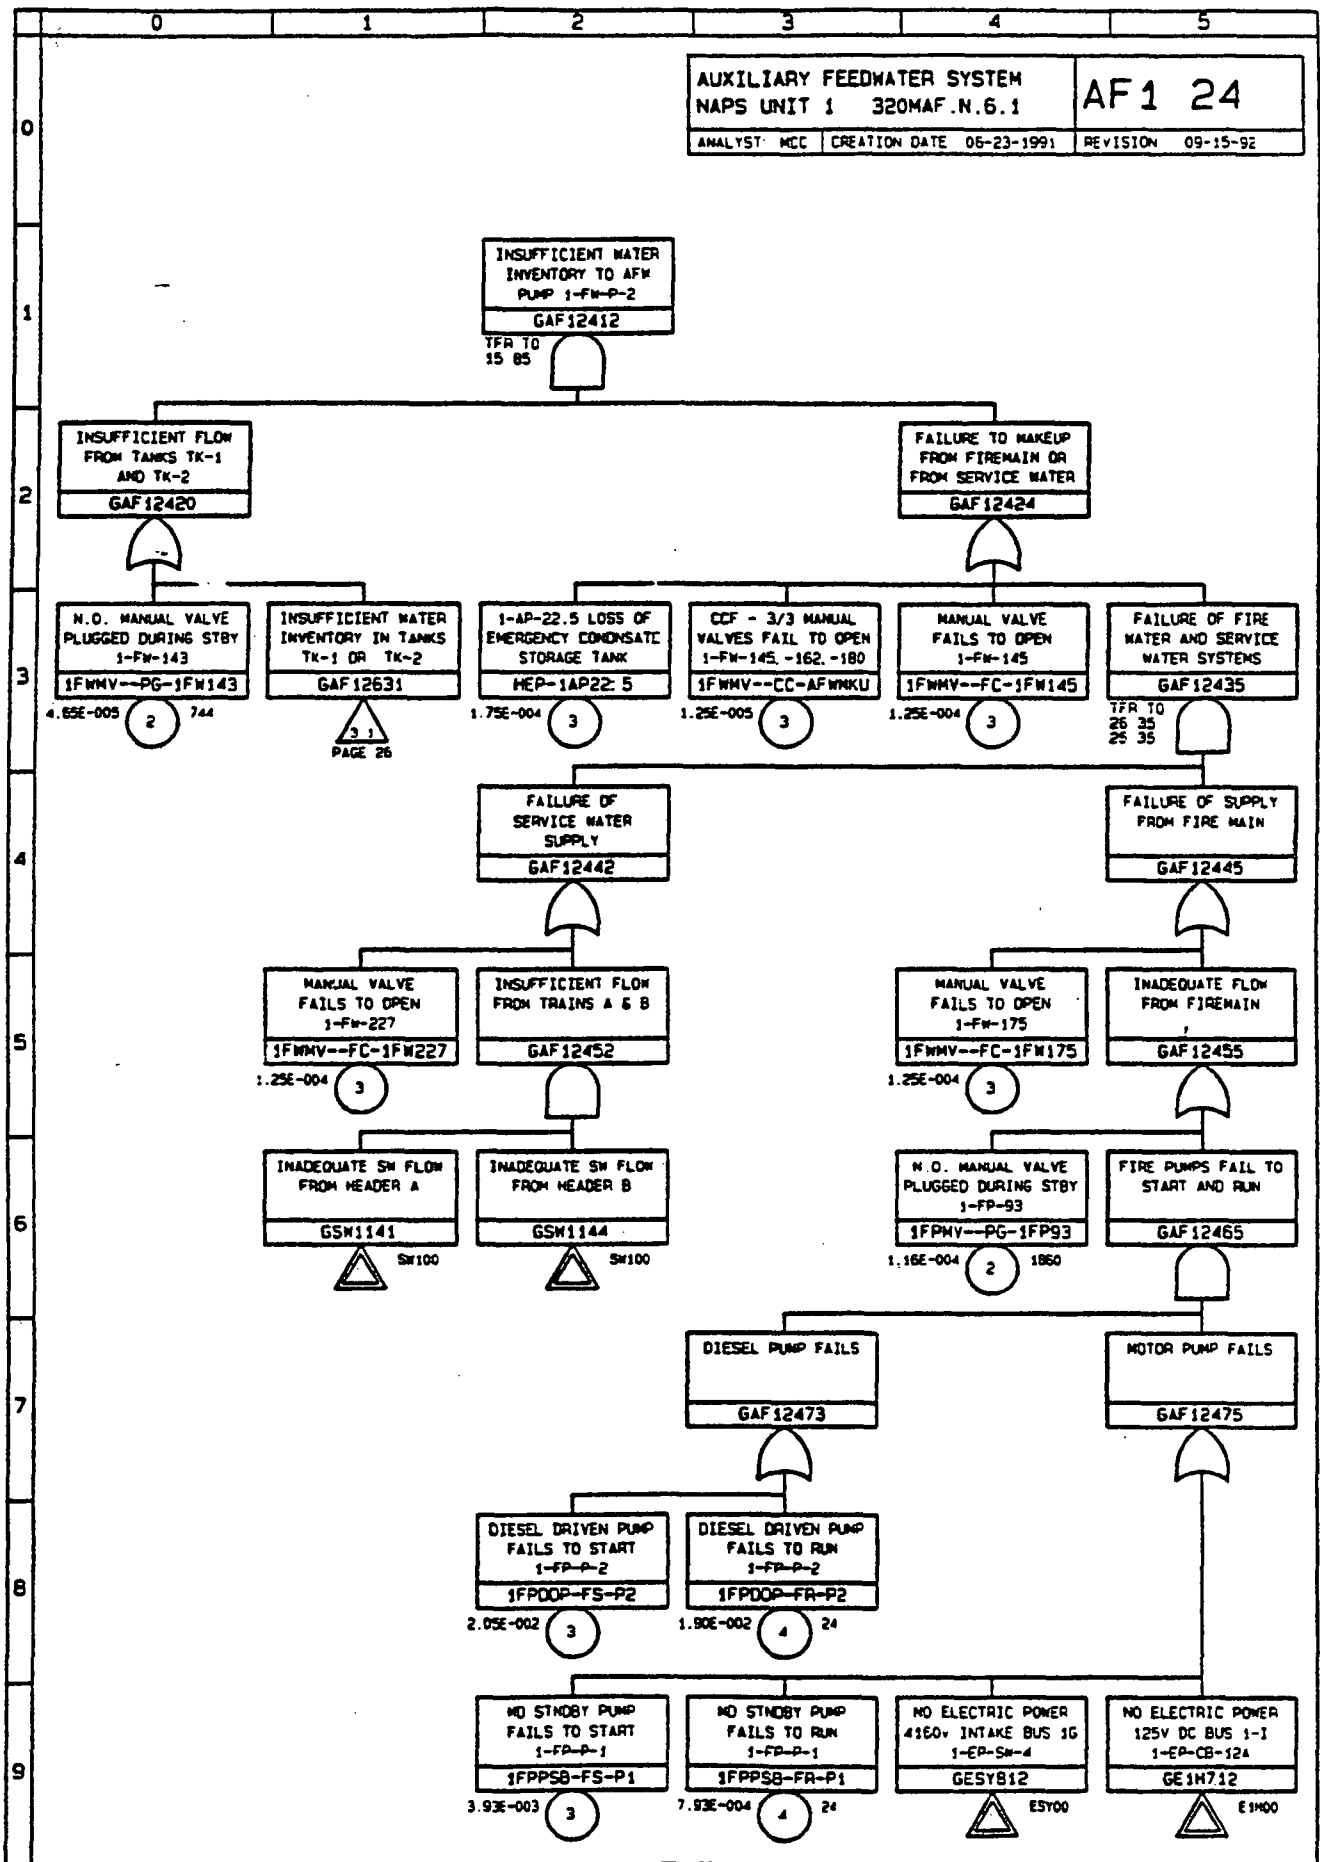 0 1 2 3 4 5
AUXILIARY FEEDWATER SYSTEM
NAPS UNIT 1 320MAF.N.6.1
AF1 24
ANALYST: MCC CREATION DATE 06-23-1991 REVISION 09-15-92
0
INSUFFICIENT WATER
INVENTORY TO AFW
PUMP 1-FW-P-2
GAF12412
TFR TO
15 85
1
INSUFFICIENT FLOW
FROM TANKS TK-1
AND TK-2
GAF12420
FAILURE TO MAKEUP
FROM FIREMAIN OR
FROM SERVICE WATER
GAF12424
2
N.O. MANUAL VALVE
PLUGGED DURING STBY
1-FW-143
1FWMV--PG-1FW143
4.65E-005 2 744
INSUFFICIENT WATER
INVENTORY IN TANKS
TK-1 OR TK-2
GAF12631
3 1
PAGE 26
1-AP-22.5 LOSS OF
EMERGENCY CONDNSATE
STORAGE TANK
HEP-1AP22.5
1.75E-004 3
CCF - 3/3 MANUAL
VALVES FAIL TO OPEN
1-FW-145,-162,-180
1FWMV--CC-AFWMKU
1.25E-005 3
MANUAL VALVE
FAILS TO OPEN
1-FW-145
1FWMV--FC-1FW145
1.25E-004 3
FAILURE OF FIRE
WATER AND SERVICE
WATER SYSTEMS
GAF12435
TFR TO
26 35
25 35
3
FAILURE OF
SERVICE WATER
SUPPLY
GAF12442
FAILURE OF SUPPLY
FROM FIRE MAIN
GAF12445
4
MANUAL VALVE
FAILS TO OPEN
1-FW-227
1FWMV--FC-1FW227
1.25E-004 3
INSUFFICIENT FLOW
FROM TRAINS A & B
GAF12452
MANUAL VALVE
FAILS TO OPEN
1-FW-175
1FWMV--FC-1FW175
1.25E-004 3
INADEQUATE FLOW
FROM FIREMAIN
GAF12455
5
INADEQUATE SW FLOW
FROM HEADER A
GSW1141
SW100
INADEQUATE SW FLOW
FROM HEADER B
GSW1144
SW100
N.O. MANUAL VALVE
PLUGGED DURING STBY
1-FP-93
1FPMV--PG-1FP93
1.16E-004 2 1860
FIRE PUMPS FAIL TO
START AND RUN
GAF12465
6
DIESEL PUMP FAILS
GAF12473
MOTOR PUMP FAILS
GAF12475
7
DIESEL DRIVEN PUMP
FAILS TO START
1-FP-P-2
1FPDDP-FS-P2
2.05E-002 3
DIESEL DRIVEN PUMP
FAILS TO RUN
1-FP-P-2
1FPDDP-FR-P2
1.90E-002 4 24
8
MD STNDBY PUMP
FAILS TO START
1-FP-P-1
1FPPSB-FS-P1
3.93E-003 3
MD STNDBY PUMP
FAILS TO RUN
1-FP-P-1
1FPPSB-FR-P1
7.93E-004 4 24
NO ELECTRIC POWER
4160v INTAKE BUS 1G
1-EP-SW-4
GESY812
ESY00
NO ELECTRIC POWER
125V DC BUS 1-I
1-EP-CB-12A
GE1H712
E1H00
9